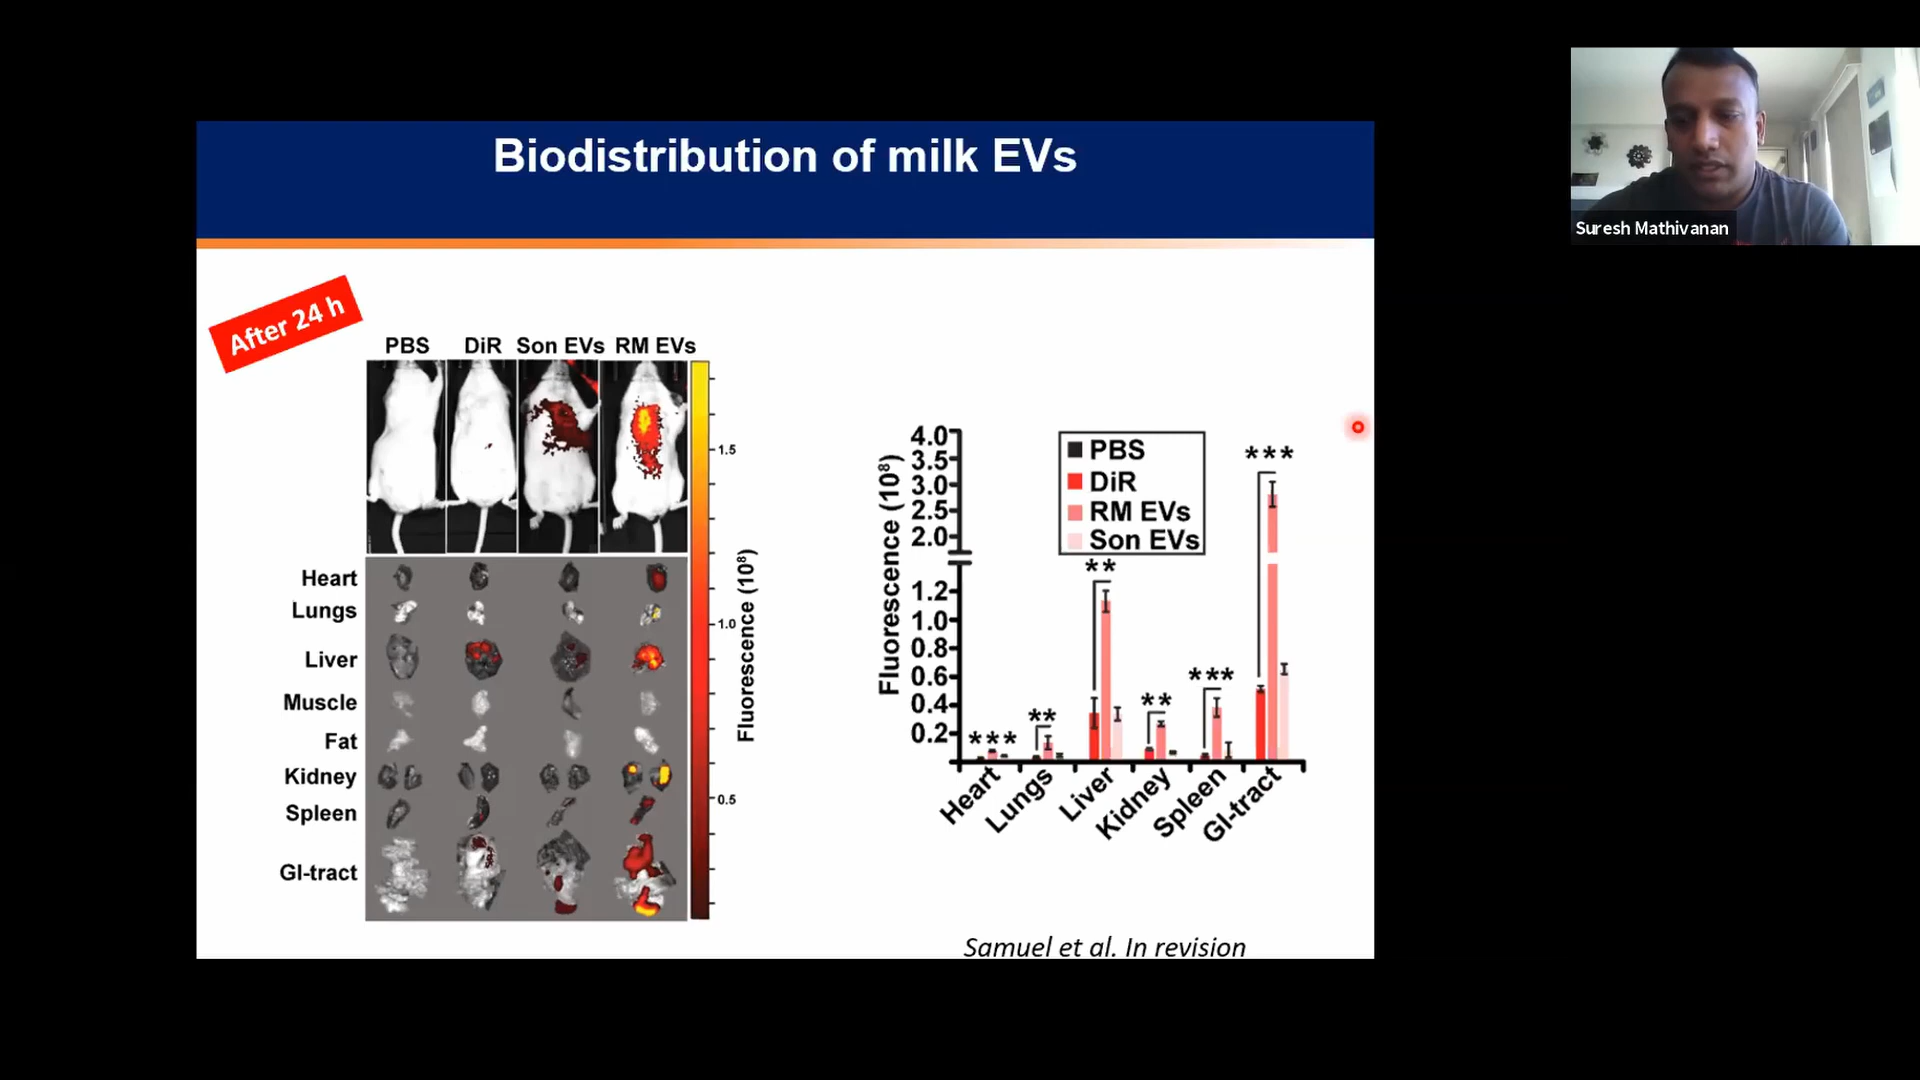 Biodistribution of milk EVs
Suresh Mathivanan
After 24 h
PBS DiR Son EVs RM EVs
1.5
1.0
0.5
Fluorescence (10⁸)
Heart
Lungs
Liver
Muscle
Fat
Kidney
Spleen
GI-tract
Fluorescence (10⁸)
4.0
3.5
3.0
2.5
2.0
1.2
1.0
0.8
0.6
0.4
0.2
PBS
DiR
RM EVs
Son EVs
***
**
**
**
***
***
Heart Lungs Liver Kidney Spleen GI-tract
Samuel et al. In revision